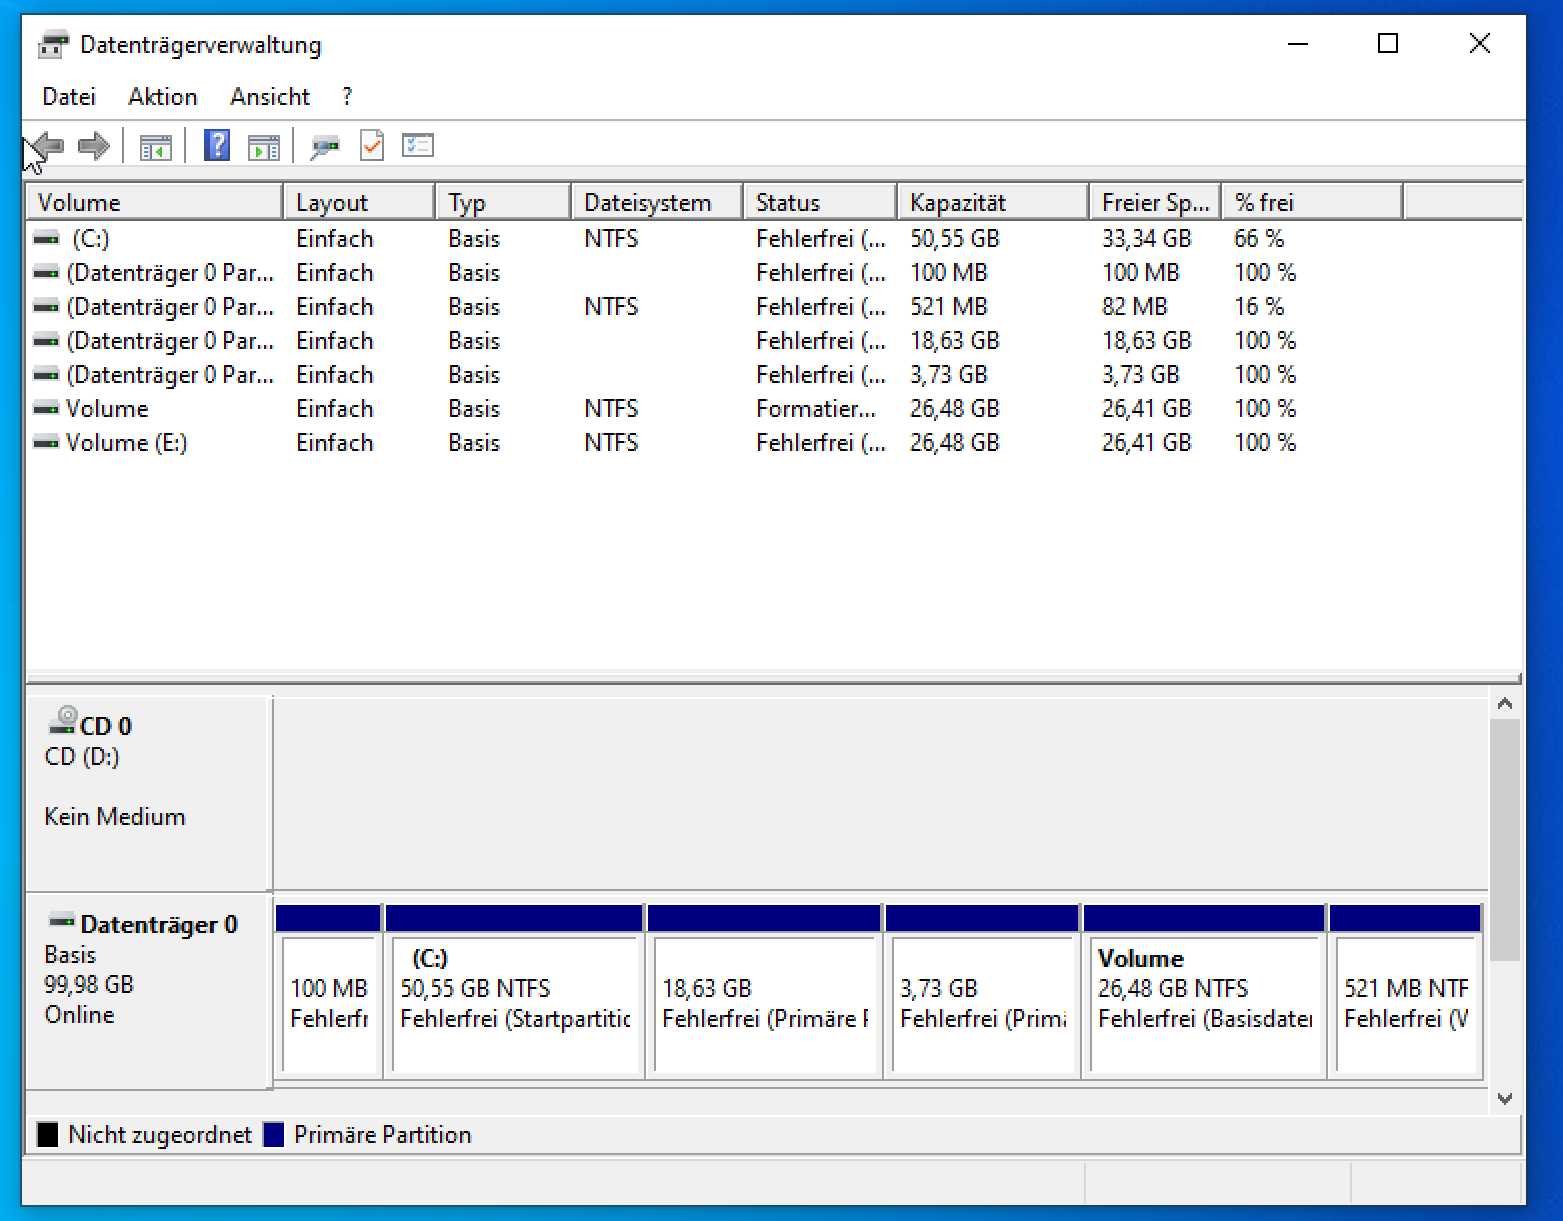 Datenträgerverwaltung
Datei Aktion Ansicht ?
Volume Layout Typ Dateisystem Status Kapazität Freier Sp... % frei
(C:) Einfach Basis NTFS Fehlerfrei (... 50,55 GB 33,34 GB 66 %
(Datenträger 0 Par... Einfach Basis Fehlerfrei (... 100 MB 100 MB 100 %
(Datenträger 0 Par... Einfach Basis NTFS Fehlerfrei (... 521 MB 82 MB 16 %
(Datenträger 0 Par... Einfach Basis Fehlerfrei (... 18,63 GB 18,63 GB 100 %
(Datenträger 0 Par... Einfach Basis Fehlerfrei (... 3,73 GB 3,73 GB 100 %
Volume Einfach Basis NTFS Formatier... 26,48 GB 26,41 GB 100 %
Volume (E:) Einfach Basis NTFS Fehlerfrei (... 26,48 GB 26,41 GB 100 %
CD 0
CD (D:)
Kein Medium
Datenträger 0
Basis
99,98 GB
Online
100 MB
Fehlerfr
(C:)
50,55 GB NTFS
Fehlerfrei (Startpartitic
18,63 GB
Fehlerfrei (Primäre P
3,73 GB
Fehlerfrei (Primä
Volume
26,48 GB NTFS
Fehlerfrei (Basisdaten
521 MB NTF
Fehlerfrei (W
Nicht zugeordnet Primäre Partition